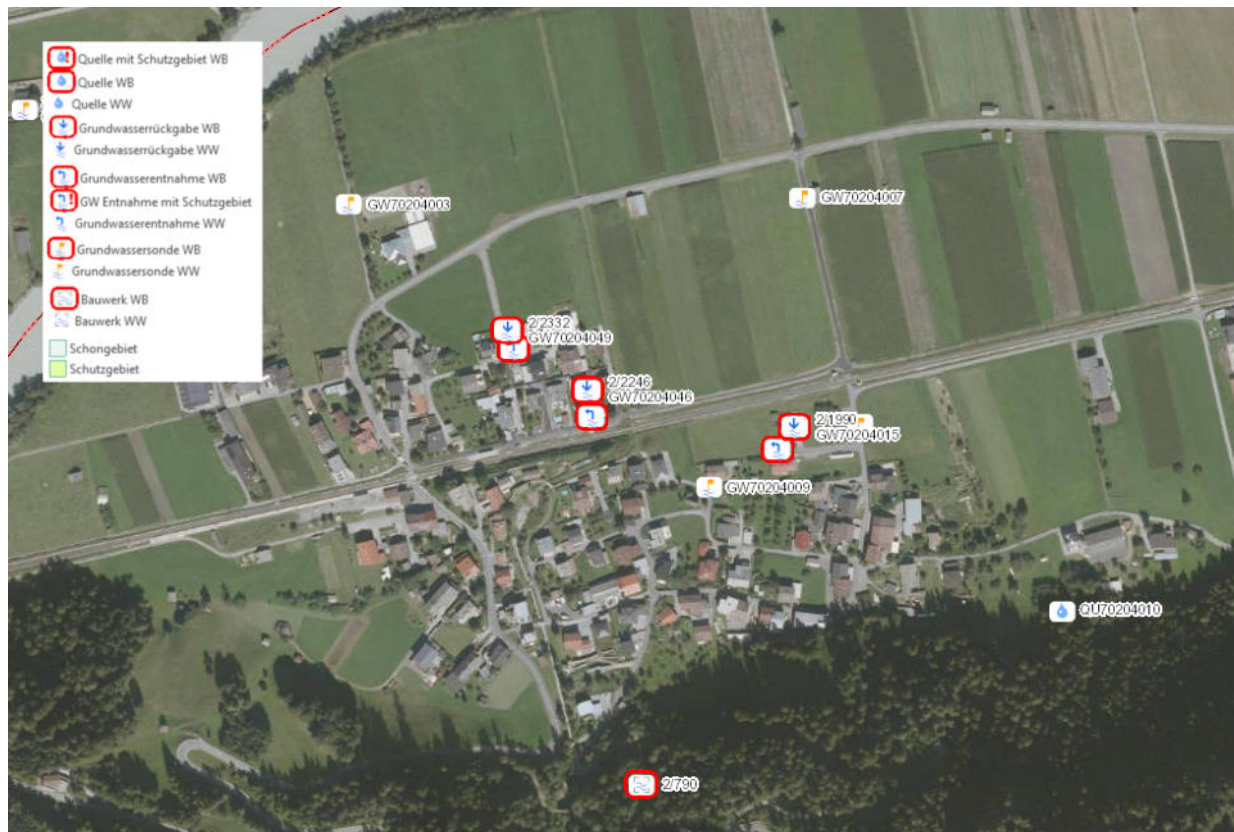 Quelle mit Schutzgebiet WB
Quelle WB
Quelle WW
Grundwasserrückgabe WB
Grundwasserrückgabe WW
Grundwasserentnahme WB
GW Entnahme mit Schutzgebiet
Grundwasserentnahme WW
Grundwassersonde WB
Grundwassersonde WW
Bauwerk WB
Bauwerk WW
Schongebiet
Schutzgebiet
GW70204003
GW70204007
2/2332
GW70204049
2/2246
GW70204046
2/1990
GW70204015
GW70204009
QU70204010
2/790